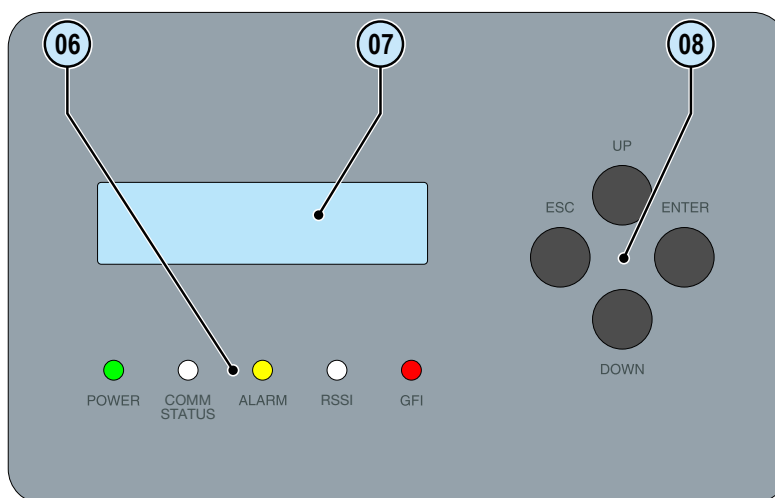 06
07
08
UP
ESC
ENTER
DOWN
POWER
COMM
STATUS
ALARM
RSSI
GFI